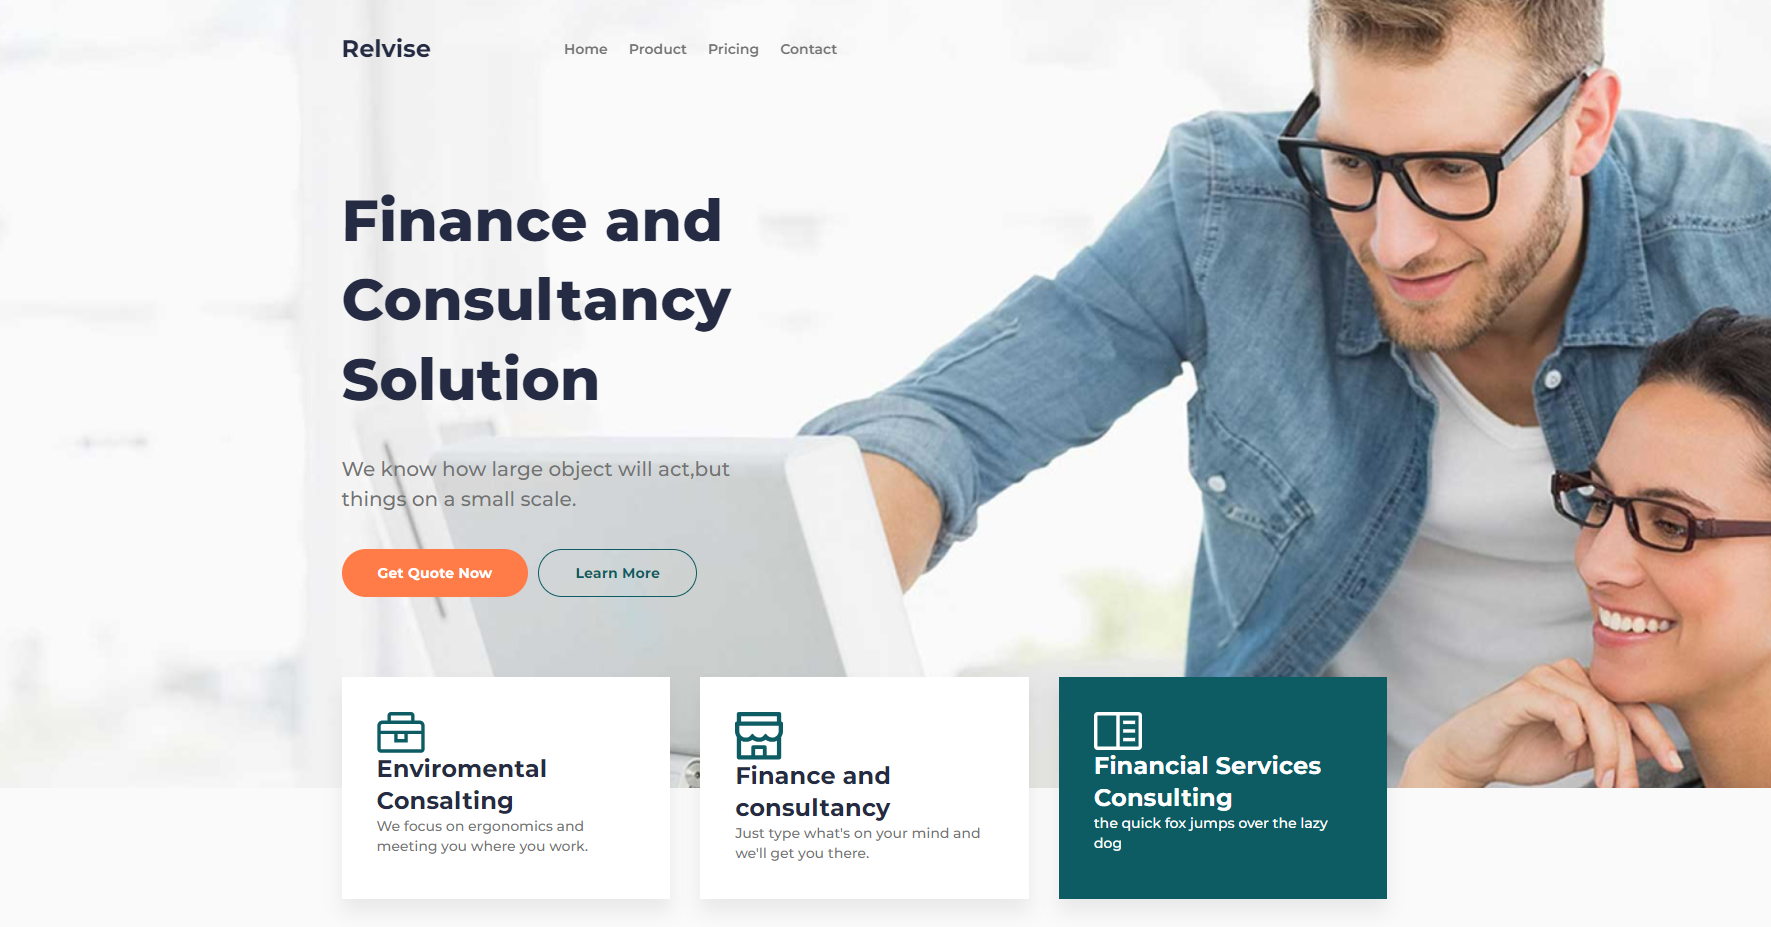 Relvise
Home Product Pricing Contact
Finance and
Consultancy
Solution
We know how large object will act,but
things on a small scale.
Get Quote Now
Learn More
Enviromental
Consalting
We focus on ergonomics and
meeting you where you work.
Finance and
consultancy
Just type what's on your mind and
we'll get you there.
Financial Services
Consulting
the quick fox jumps over the lazy
dog